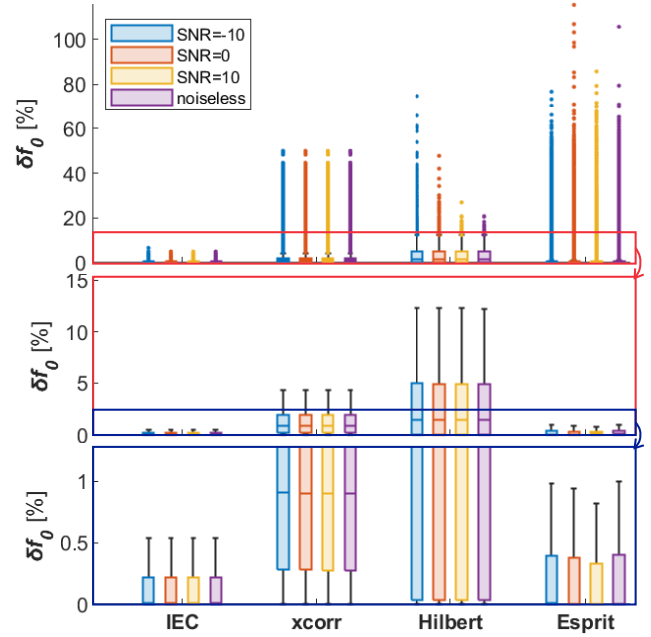 SNR=-10
SNR=0
SNR=10
noiseless
100
80
60
40
20
0
δf₀ [%]
15
10
5
0
δf₀ [%]
1
0.5
0
δf₀ [%]
IEC xcorr Hilbert Esprit